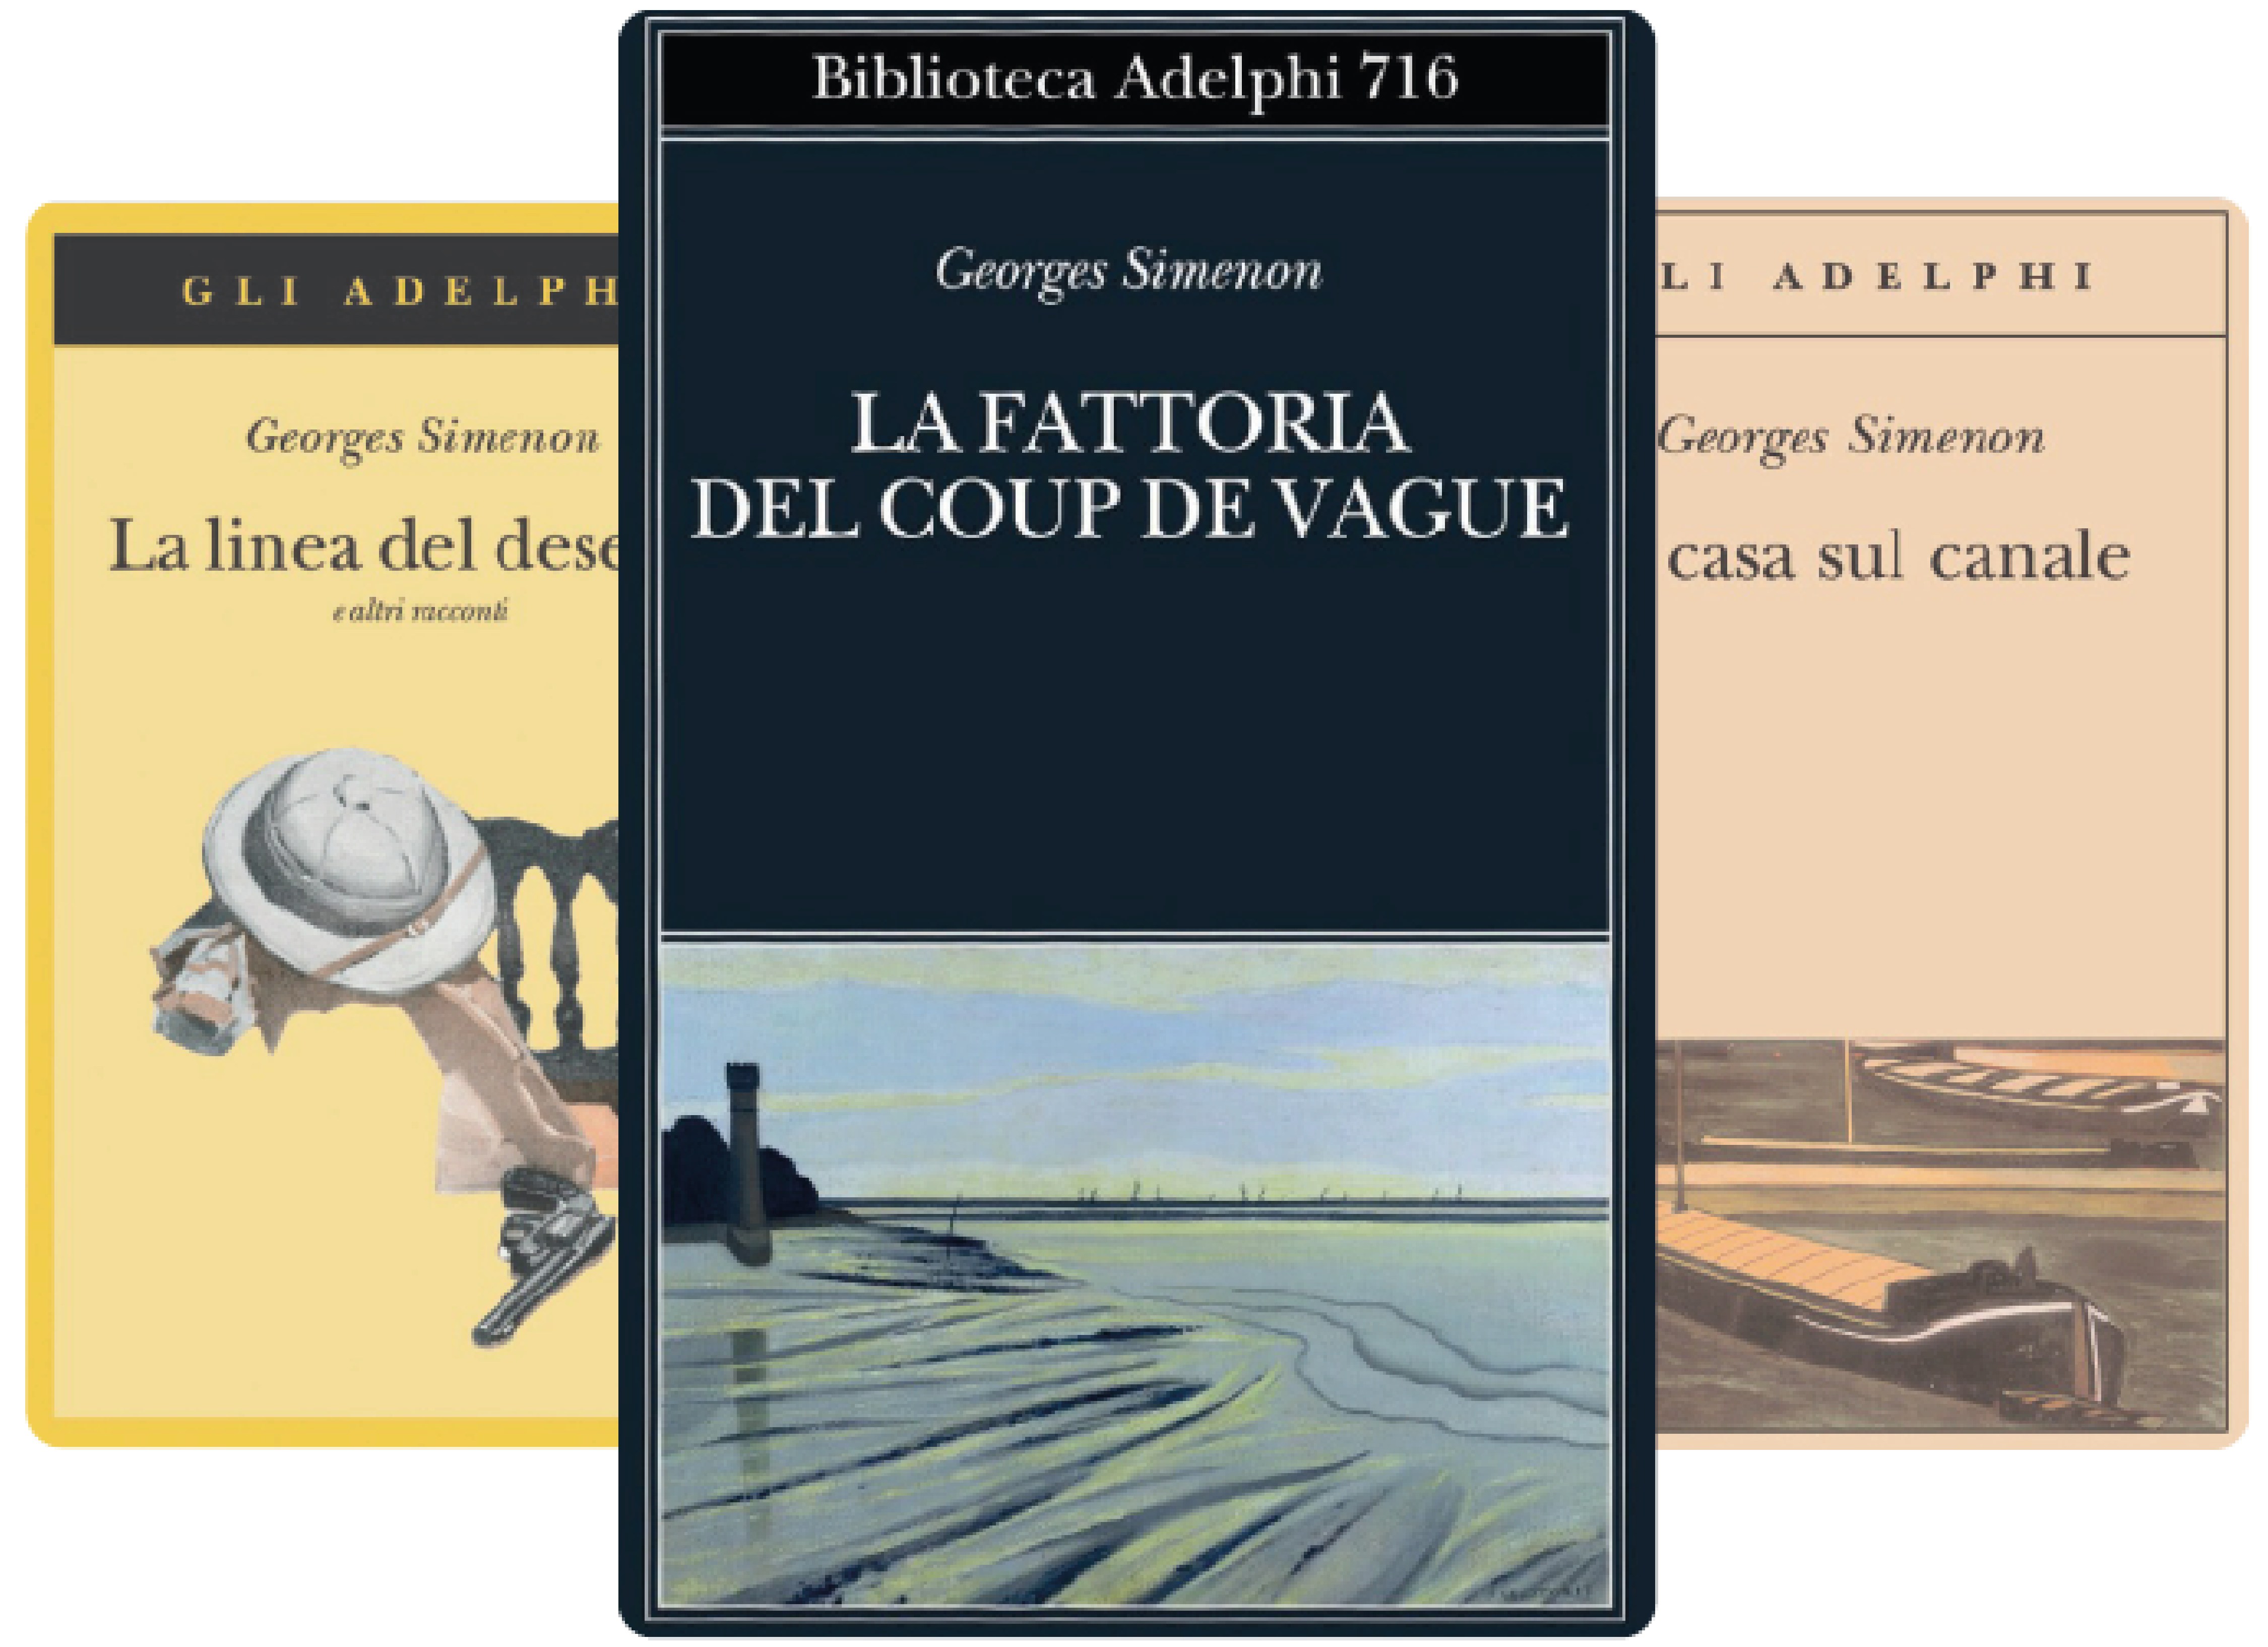 Biblioteca Adelphi 716
Georges Simenon
LA FATTORIA
DEL COUP DE VAGUE
GLI ADELPH
Georges Simenon
La linea del dese
e altri racconti
LI ADELPHI
Georges Simenon
casa sul canale